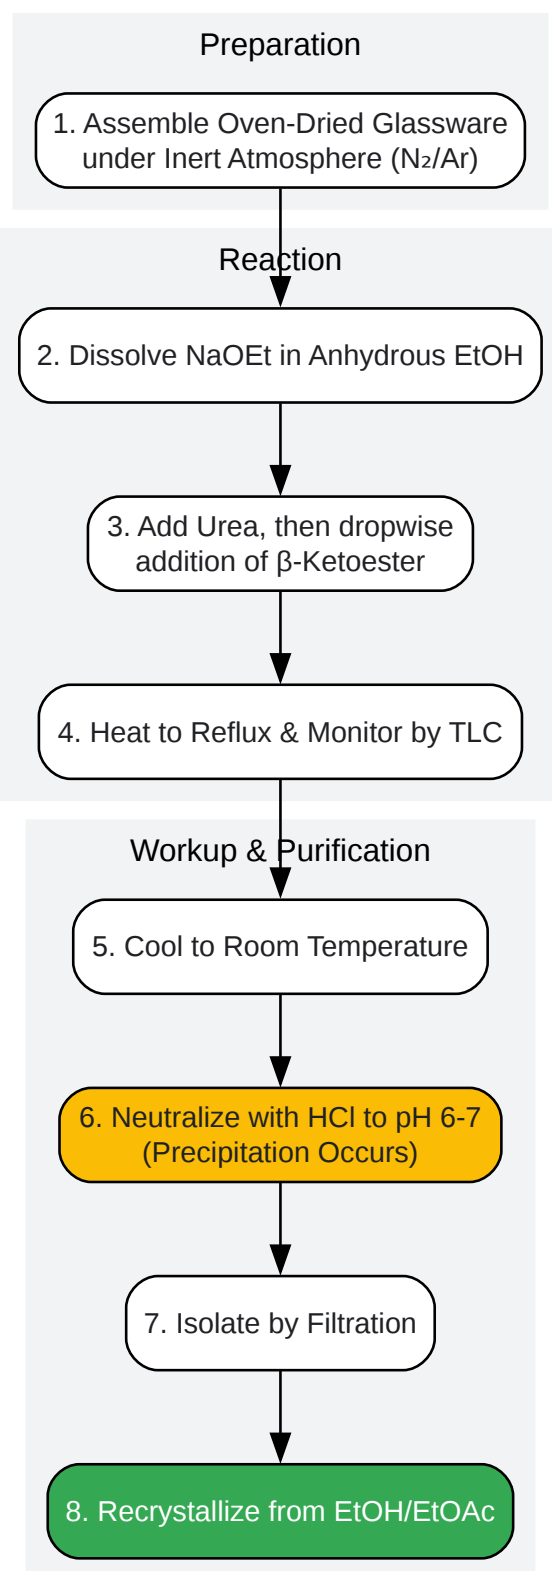 Preparation
1. Assemble Oven-Dried Glassware
under Inert Atmosphere (N₂/Ar)
Reaction
2. Dissolve NaOEt in Anhydrous EtOH
3. Add Urea, then dropwise
addition of β-Ketoester
4. Heat to Reflux & Monitor by TLC
Workup & Purification
5. Cool to Room Temperature
6. Neutralize with HCl to pH 6-7
(Precipitation Occurs)
7. Isolate by Filtration
8. Recrystallize from EtOH/EtOAc